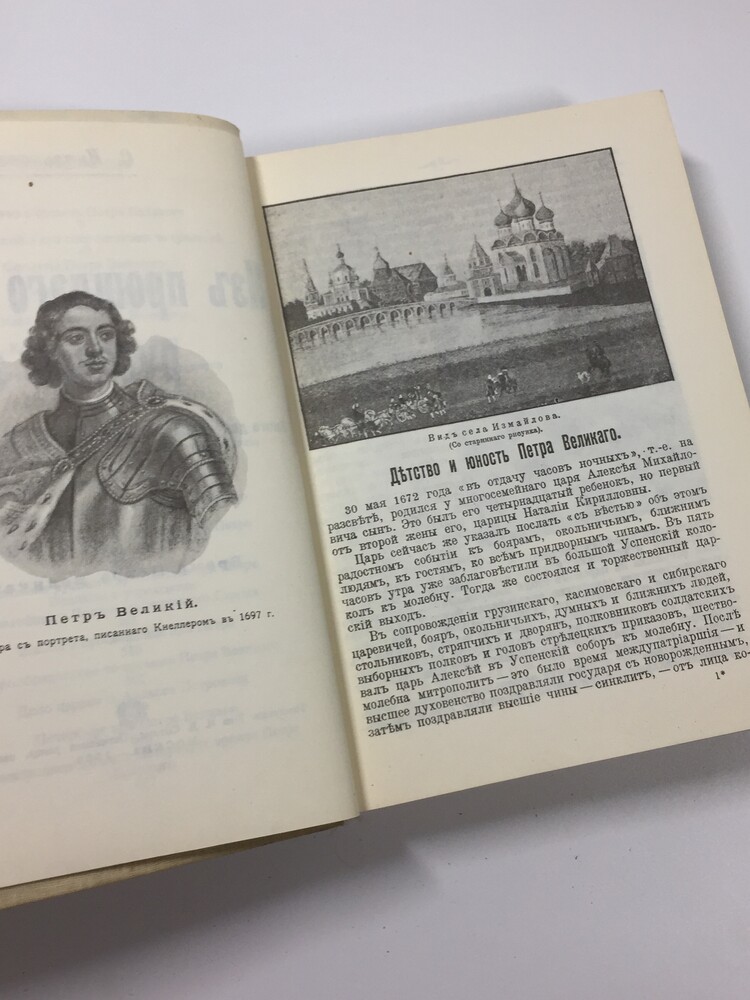 Петръ Великій.
ра съ портрета, писаннаго Кнеллеромъ въ 1697 г.
Видъ села Измайлова.
(Со стариннаго рисунка).
Дѣтство и юность Петра Великаго.
30 мая 1672 года «въ отдачу часовъ ночныхъ», т.-е. на
разсвѣтѣ, родился у многосемейнаго царя Алексѣя Михайло-
вича сынъ. Это былъ его четырнадцатый ребенокъ, но первый
отъ второй жены его, царицы Наталіи Кирилловны.
Царь сейчасъ же указалъ послать «съ вѣстью» объ этомъ
радостномъ событіи къ боярамъ, окольничьимъ, ближнимъ
людямъ, къ гостямъ, ко всѣмъ придворнымъ чинамъ. Въ пять
часовъ утра уже заблаговѣстили въ большой Успенскій коло-
колъ къ молебну. Тогда же состоялся и торжественный цар-
скій выходъ.
Въ сопровожденіи грузинскаго, касимовскаго и сибирскаго
царевичей, бояръ, окольничьихъ, думныхъ и ближнихъ людей,
стольниковъ, стряпчихъ и дворянъ, полковниковъ солдатскихъ
выборныхъ полковъ и головъ стрѣлецкихъ приказовъ, шество-
валъ царь Алексѣй въ Успенскій соборъ къ молебну. Послѣ
молебна митрополитъ — это было время междупатріаршія — и
высшее духовенство поздравляли государя съ новорожденнымъ,
затѣмъ поздравляли высшіе чины — синклитъ, — отъ лица ко-
1*